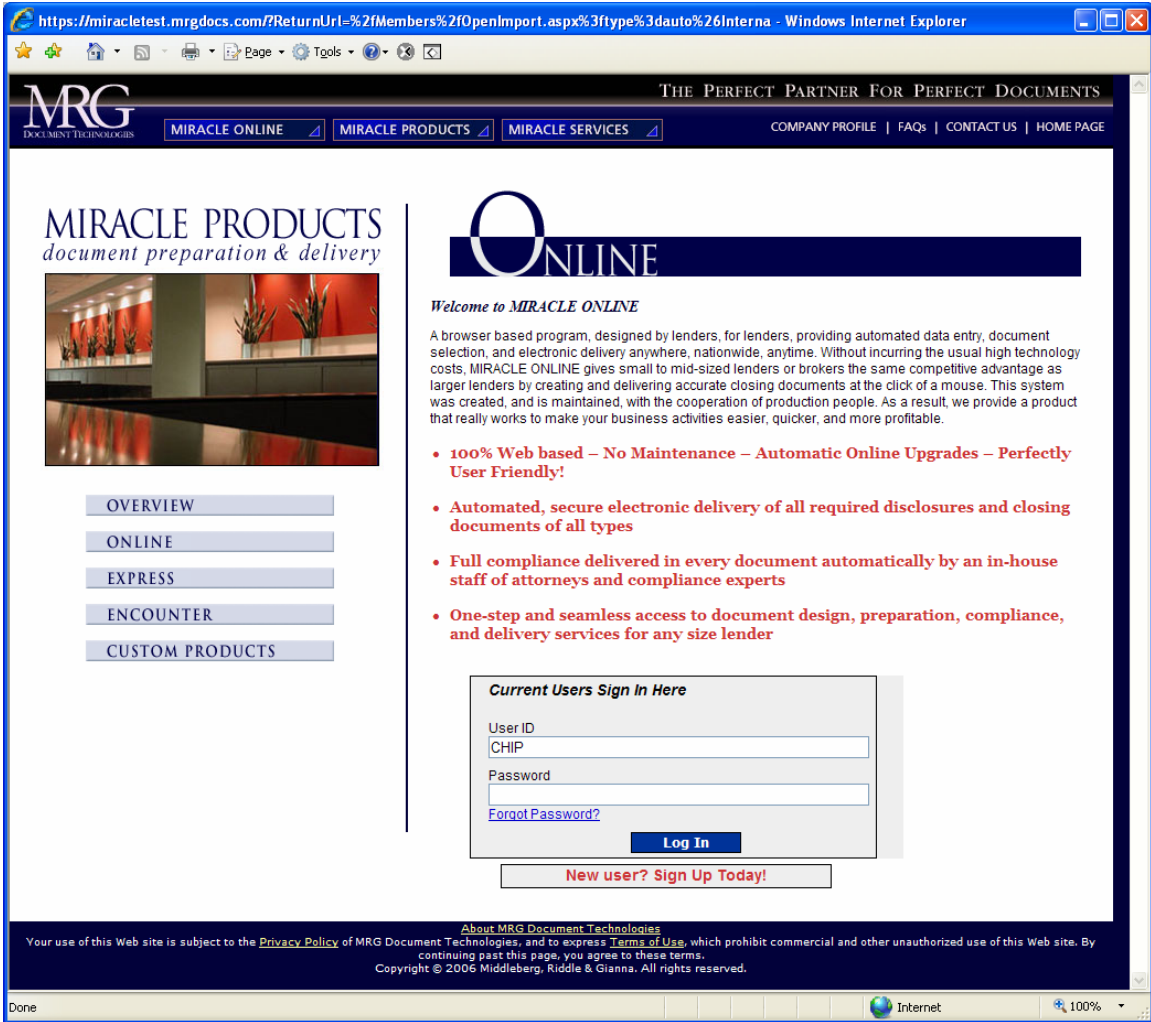 https://miracletest.mrgdocs.com/?ReturnUrl=%2fMembers%2fOpenImport.aspx%3ftype%3dauto%26Interna - Windows Internet Explorer
Page Tools
MRG
DOCUMENT TECHNOLOGIES
THE PERFECT PARTNER FOR PERFECT DOCUMENTS
MIRACLE ONLINE MIRACLE PRODUCTS MIRACLE SERVICES
COMPANY PROFILE | FAQs | CONTACT US | HOME PAGE
MIRACLE PRODUCTS
document preparation & delivery
OVERVIEW
ONLINE
EXPRESS
ENCOUNTER
CUSTOM PRODUCTS
ONLINE
Welcome to MIRACLE ONLINE
A browser based program, designed by lenders, for lenders, providing automated data entry, document
selection, and electronic delivery anywhere, nationwide, anytime. Without incurring the usual high technology
costs, MIRACLE ONLINE gives small to mid-sized lenders or brokers the same competitive advantage as
larger lenders by creating and delivering accurate closing documents at the click of a mouse. This system
was created, and is maintained, with the cooperation of production people. As a result, we provide a product
that really works to make your business activities easier, quicker, and more profitable.
• 100% Web based – No Maintenance – Automatic Online Upgrades – Perfectly
User Friendly!
• Automated, secure electronic delivery of all required disclosures and closing
documents of all types
• Full compliance delivered in every document automatically by an in-house
staff of attorneys and compliance experts
• One-step and seamless access to document design, preparation, compliance,
and delivery services for any size lender
Current Users Sign In Here
User ID
CHIP
Password
Forgot Password?
Log In
New user? Sign Up Today!
About MRG Document Technologies
Your use of this Web site is subject to the Privacy Policy of MRG Document Technologies, and to express Terms of Use, which prohibit commercial and other unauthorized use of this Web site. By
continuing past this page, you agree to these terms.
Copyright © 2006 Middleberg, Riddle & Gianna. All rights reserved.
Done Internet 100%